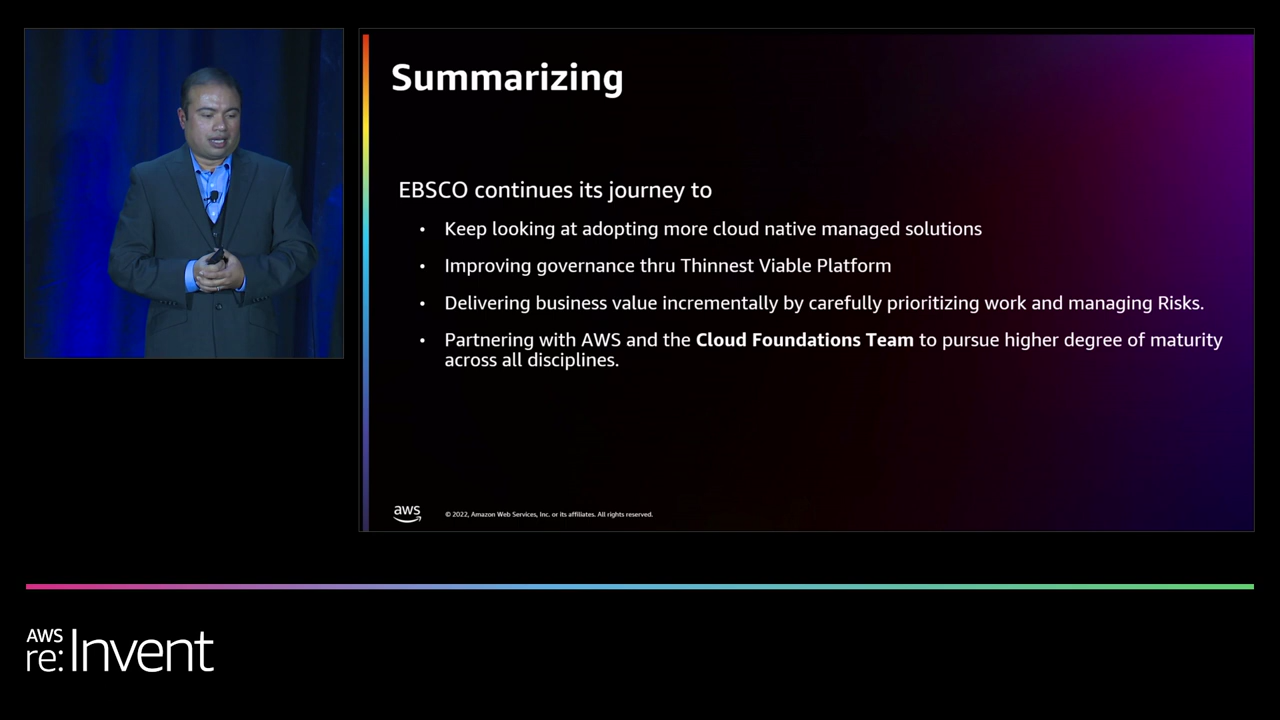 Summarizing
EBSCO continues its journey to
• Keep looking at adopting more cloud native managed solutions
• Improving governance thru Thinnest Viable Platform
• Delivering business value incrementally by carefully prioritizing work and managing Risks.
• Partnering with AWS and the Cloud Foundations Team to pursue higher degree of maturity
across all disciplines.
aws
© 2022, Amazon Web Services, Inc. or its affiliates. All rights reserved.
AWS
re:Invent